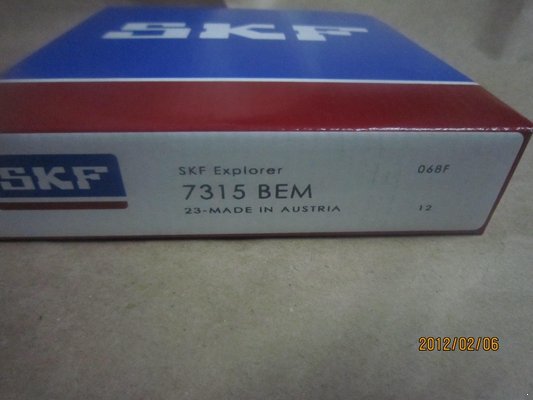 SKF
SKF
SKF Explorer
068F
7315 BEM
23-MADE IN AUSTRIA
12
2012/02/06